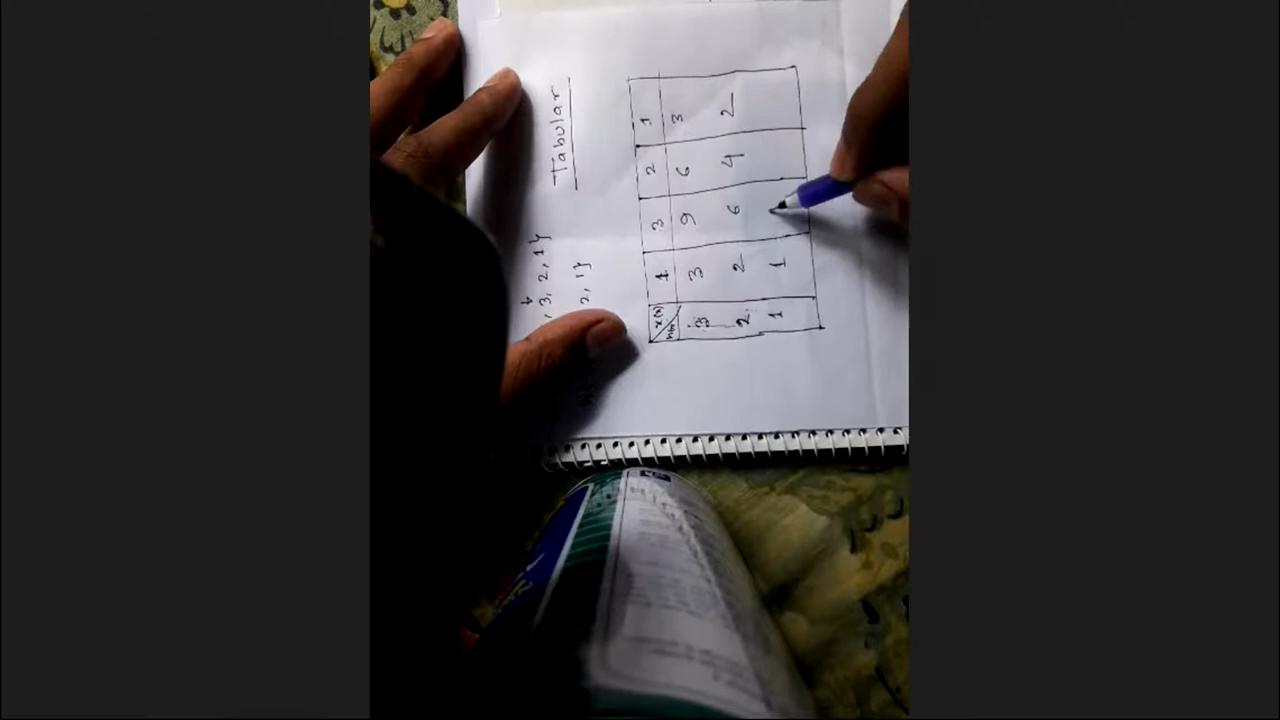 , 3, 2, 1}
2, 1}
Tabular
x(n) h(n) 1 3 2 1
3 3 9 6 3
2 2 6 4 2
1 1